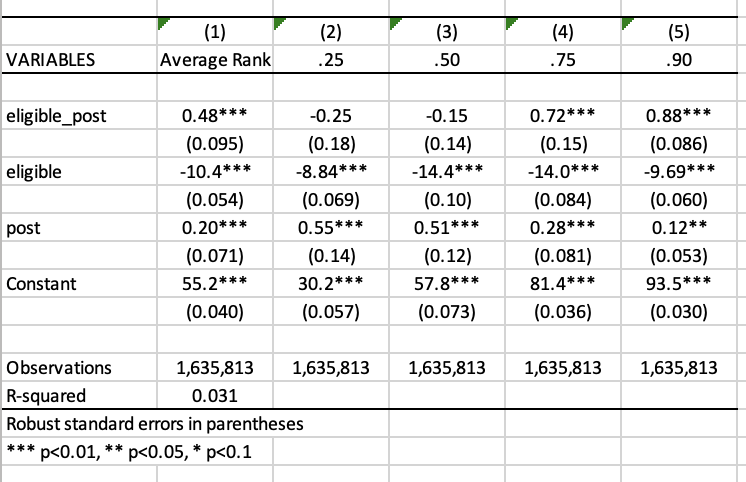 (1) (2) (3) (4) (5)
VARIABLES Average Rank .25 .50 .75 .90
eligible_post 0.48*** -0.25 -0.15 0.72*** 0.88***
(0.095) (0.18) (0.14) (0.15) (0.086)
eligible -10.4*** -8.84*** -14.4*** -14.0*** -9.69***
(0.054) (0.069) (0.10) (0.084) (0.060)
post 0.20*** 0.55*** 0.51*** 0.28*** 0.12**
(0.071) (0.14) (0.12) (0.081) (0.053)
Constant 55.2*** 30.2*** 57.8*** 81.4*** 93.5***
(0.040) (0.057) (0.073) (0.036) (0.030)
Observations 1,635,813 1,635,813 1,635,813 1,635,813 1,635,813
R-squared 0.031
Robust standard errors in parentheses
*** p<0.01, ** p<0.05, * p<0.1